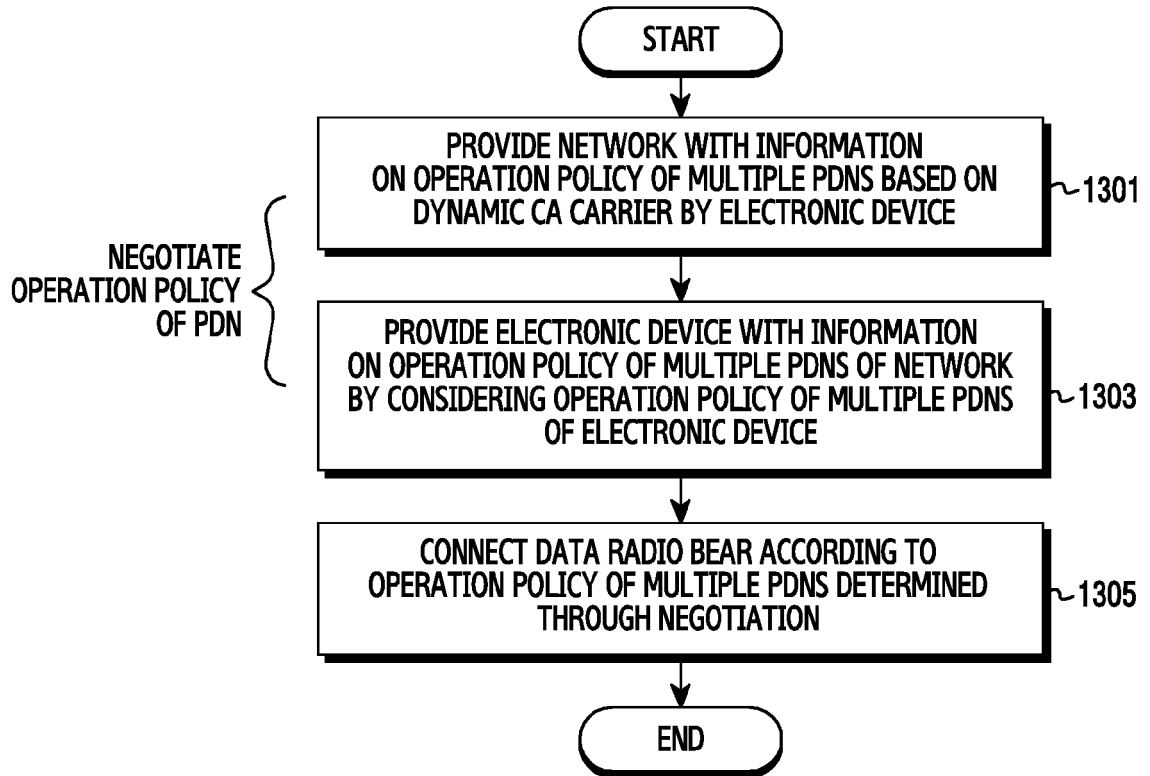 START
PROVIDE NETWORK WITH INFORMATION
ON OPERATION POLICY OF MULTIPLE PDNS BASED ON
DYNAMIC CA CARRIER BY ELECTRONIC DEVICE
1301
NEGOTIATE
OPERATION POLICY
OF PDN
PROVIDE ELECTRONIC DEVICE WITH INFORMATION
ON OPERATION POLICY OF MULTIPLE PDNS OF NETWORK
BY CONSIDERING OPERATION POLICY OF MULTIPLE PDNS
OF ELECTRONIC DEVICE
1303
CONNECT DATA RADIO BEAR ACCORDING TO
OPERATION POLICY OF MULTIPLE PDNS DETERMINED
THROUGH NEGOTIATION
1305
END